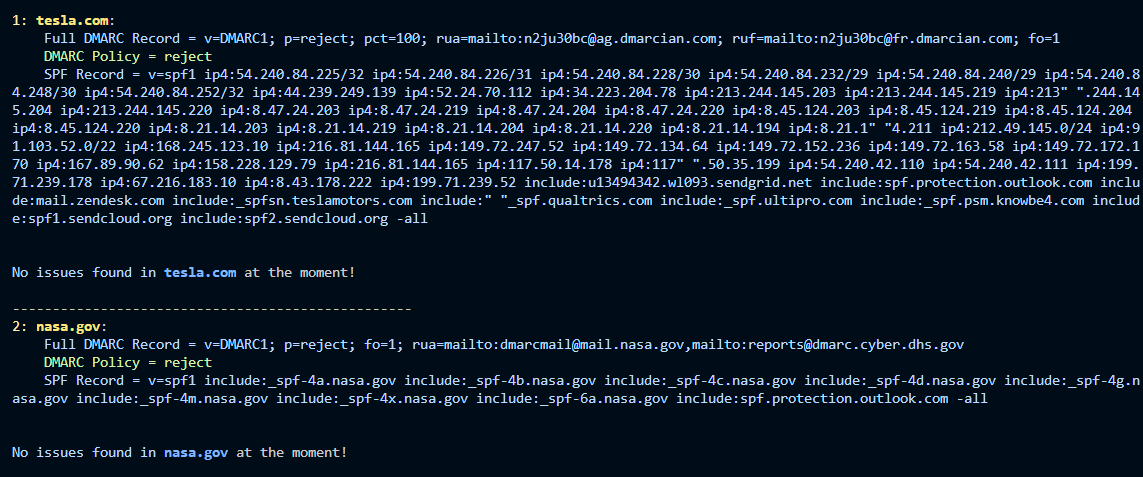 1: tesla.com:
Full DMARC Record = v=DMARC1; p=reject; pct=100; rua=mailto:n2ju30bc@ag.dmarcian.com; ruf=mailto:n2ju30bc@fr.dmarcian.com; fo=1
DMARC Policy = reject
SPF Record = v=spf1 ip4:54.240.84.225/32 ip4:54.240.84.226/31 ip4:54.240.84.228/30 ip4:54.240.84.232/29 ip4:54.240.84.240/29 ip4:54.240.8
4.248/30 ip4:54.240.84.252/32 ip4:44.239.249.139 ip4:52.24.70.112 ip4:34.223.204.78 ip4:213.244.145.203 ip4:213.244.145.219 ip4:213" ".244.14
5.204 ip4:213.244.145.220 ip4:8.47.24.203 ip4:8.47.24.219 ip4:8.47.24.204 ip4:8.47.24.220 ip4:8.45.124.203 ip4:8.45.124.219 ip4:8.45.124.204
ip4:8.45.124.220 ip4:8.21.14.203 ip4:8.21.14.219 ip4:8.21.14.204 ip4:8.21.14.220 ip4:8.21.14.194 ip4:8.21.1" "4.211 ip4:212.49.145.0/24 ip4:9
1.103.52.0/22 ip4:168.245.123.10 ip4:216.81.144.165 ip4:149.72.247.52 ip4:149.72.134.64 ip4:149.72.152.236 ip4:149.72.163.58 ip4:149.72.172.1
70 ip4:167.89.90.62 ip4:158.228.129.79 ip4:216.81.144.165 ip4:117.50.14.178 ip4:117" ".50.35.199 ip4:54.240.42.110 ip4:54.240.42.111 ip4:199.
71.239.178 ip4:67.216.183.10 ip4:8.43.178.222 ip4:199.71.239.52 include:u13494342.wl093.sendgrid.net include:spf.protection.outlook.com inclu
de:mail.zendesk.com include:_spfsn.teslamotors.com include:" "_spf.qualtrics.com include:_spf.ultipro.com include:_spf.psm.knowbe4.com includ
e:spf1.sendcloud.org include:spf2.sendcloud.org -all
No issues found in tesla.com at the moment!
--------------------------------------------------
2: nasa.gov:
Full DMARC Record = v=DMARC1; p=reject; fo=1; rua=mailto:dmarcmail@mail.nasa.gov,mailto:reports@dmarc.cyber.dhs.gov
DMARC Policy = reject
SPF Record = v=spf1 include:_spf-4a.nasa.gov include:_spf-4b.nasa.gov include:_spf-4c.nasa.gov include:_spf-4d.nasa.gov include:_spf-4g.n
asa.gov include:_spf-4m.nasa.gov include:_spf-4x.nasa.gov include:_spf-6a.nasa.gov include:spf.protection.outlook.com -all
No issues found in nasa.gov at the moment!